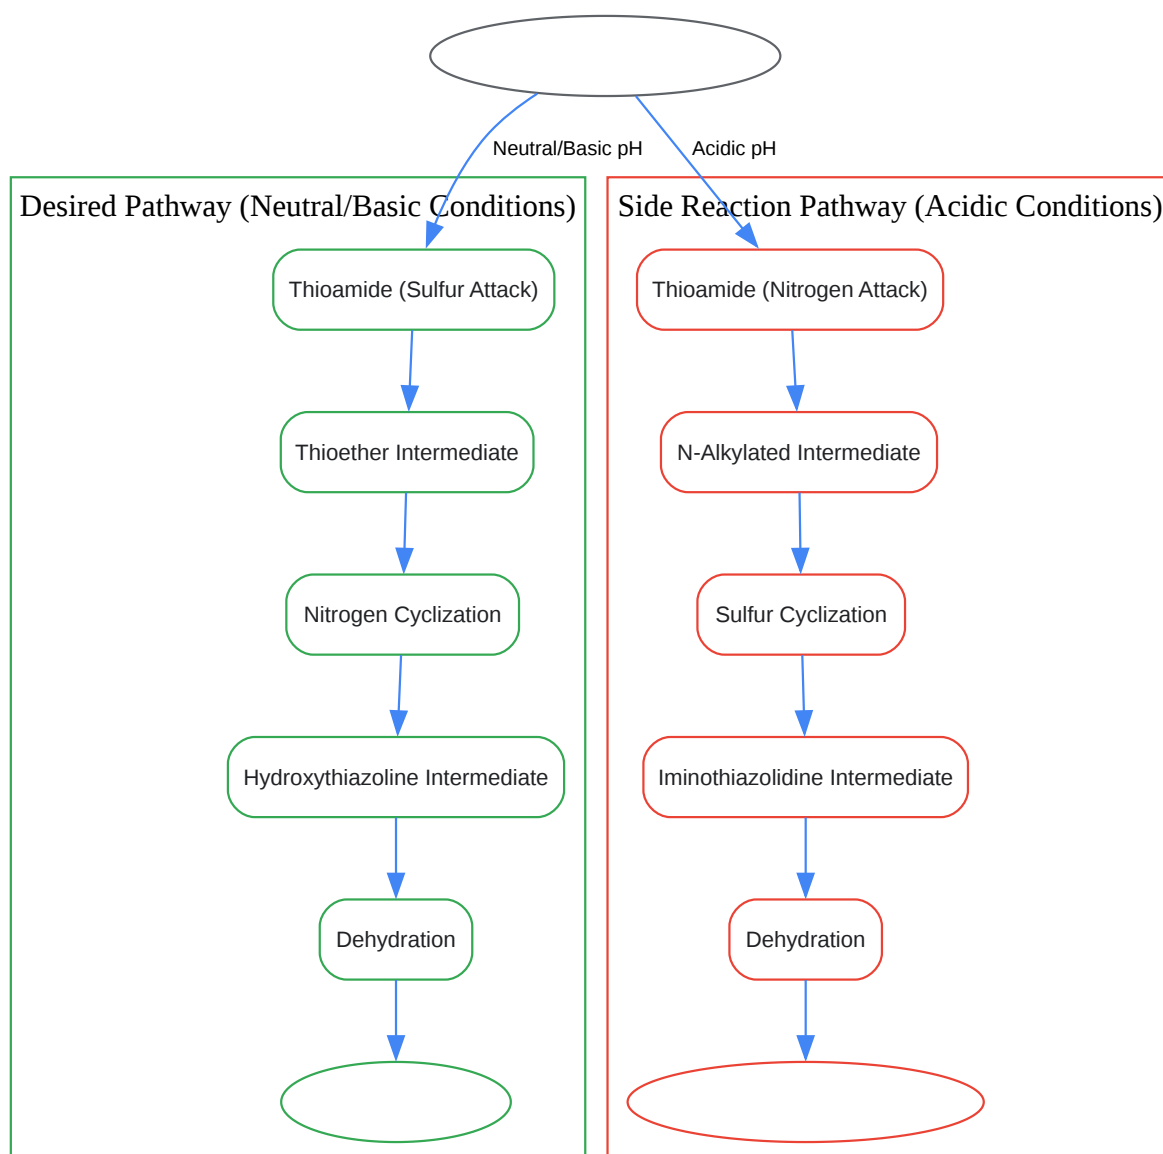 Neutral/Basic pH
Acidic pH
Desired Pathway (Neutral/Basic Conditions)
Side Reaction Pathway (Acidic Conditions)
Thioamide (Sulfur Attack)
Thioamide (Nitrogen Attack)
Thioether Intermediate
N-Alkylated Intermediate
Nitrogen Cyclization
Sulfur Cyclization
Hydroxythiazoline Intermediate
Iminothiazolidine Intermediate
Dehydration
Dehydration